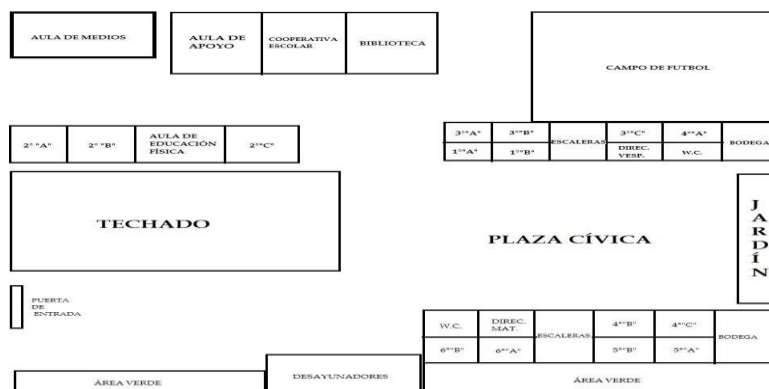 AULA DE MEDIOS
AULA DE
APOYO
COOPERATIVA
ESCOLAR
BIBLIOTECA
CAMPO DE FUTBOL
2° "A"
2° "B"
AULA DE
EDUCACIÓN
FÍSICA
2°"C"
3°"A"
3°"B"
ESCALERAS
3°"C"
4°"A"
BODEGA
1°"A"
1°"B"
DIREC.
VESP.
W.C.
TECHADO
PLAZA CÍVICA
JARDÍN
PUERTA
DE
ENTRADA
W.C.
DIREC.
MAT.
ESCALERAS
4°"B"
4°"C"
BODEGA
6°"B"
6°"A"
5°"B"
5°"A"
ÁREA VERDE
DESAYUNADORES
ÁREA VERDE